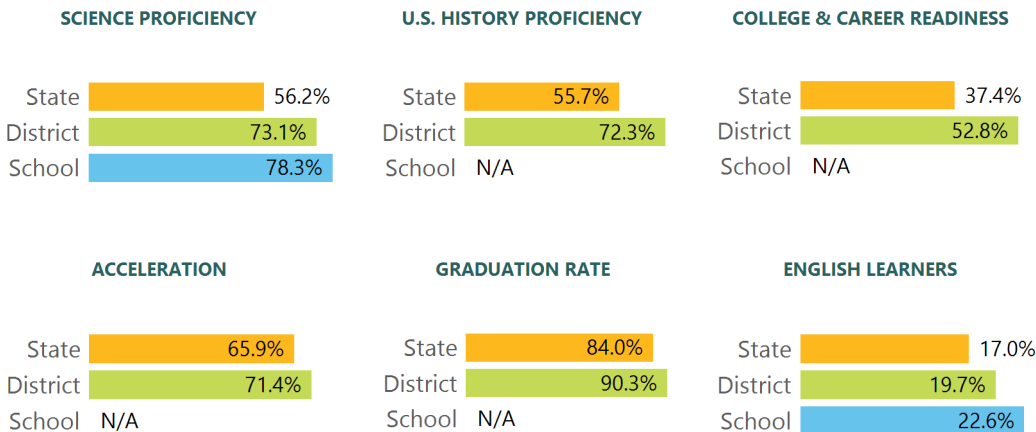 SCIENCE PROFICIENCY
State 56.2%
District 73.1%
School 78.3%
U.S. HISTORY PROFICIENCY
State 55.7%
District 72.3%
School N/A
COLLEGE & CAREER READINESS
State 37.4%
District 52.8%
School N/A
ACCELERATION
State 65.9%
District 71.4%
School N/A
GRADUATION RATE
State 84.0%
District 90.3%
School N/A
ENGLISH LEARNERS
State 17.0%
District 19.7%
School 22.6%